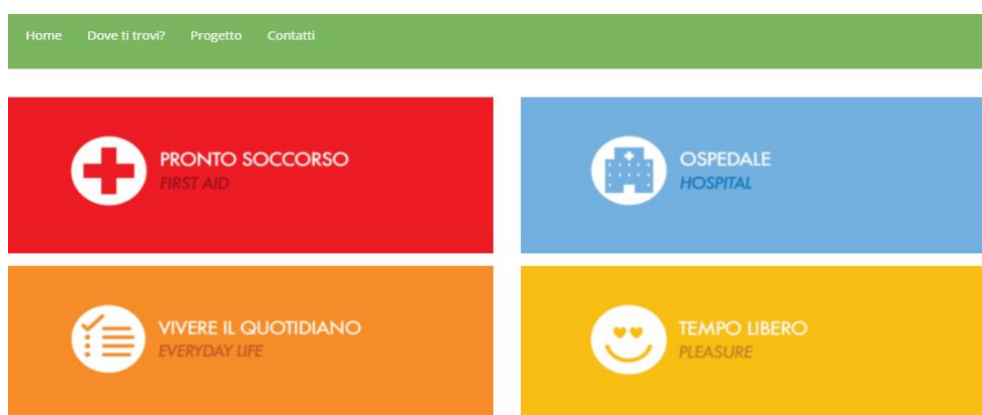 Home Dove ti trovi? Progetto Contatti
PRONTO SOCCORSO
FIRST AID
OSPEDALE
HOSPITAL
VIVERE IL QUOTIDIANO
EVERYDAY LIFE
TEMPO LIBERO
PLEASURE